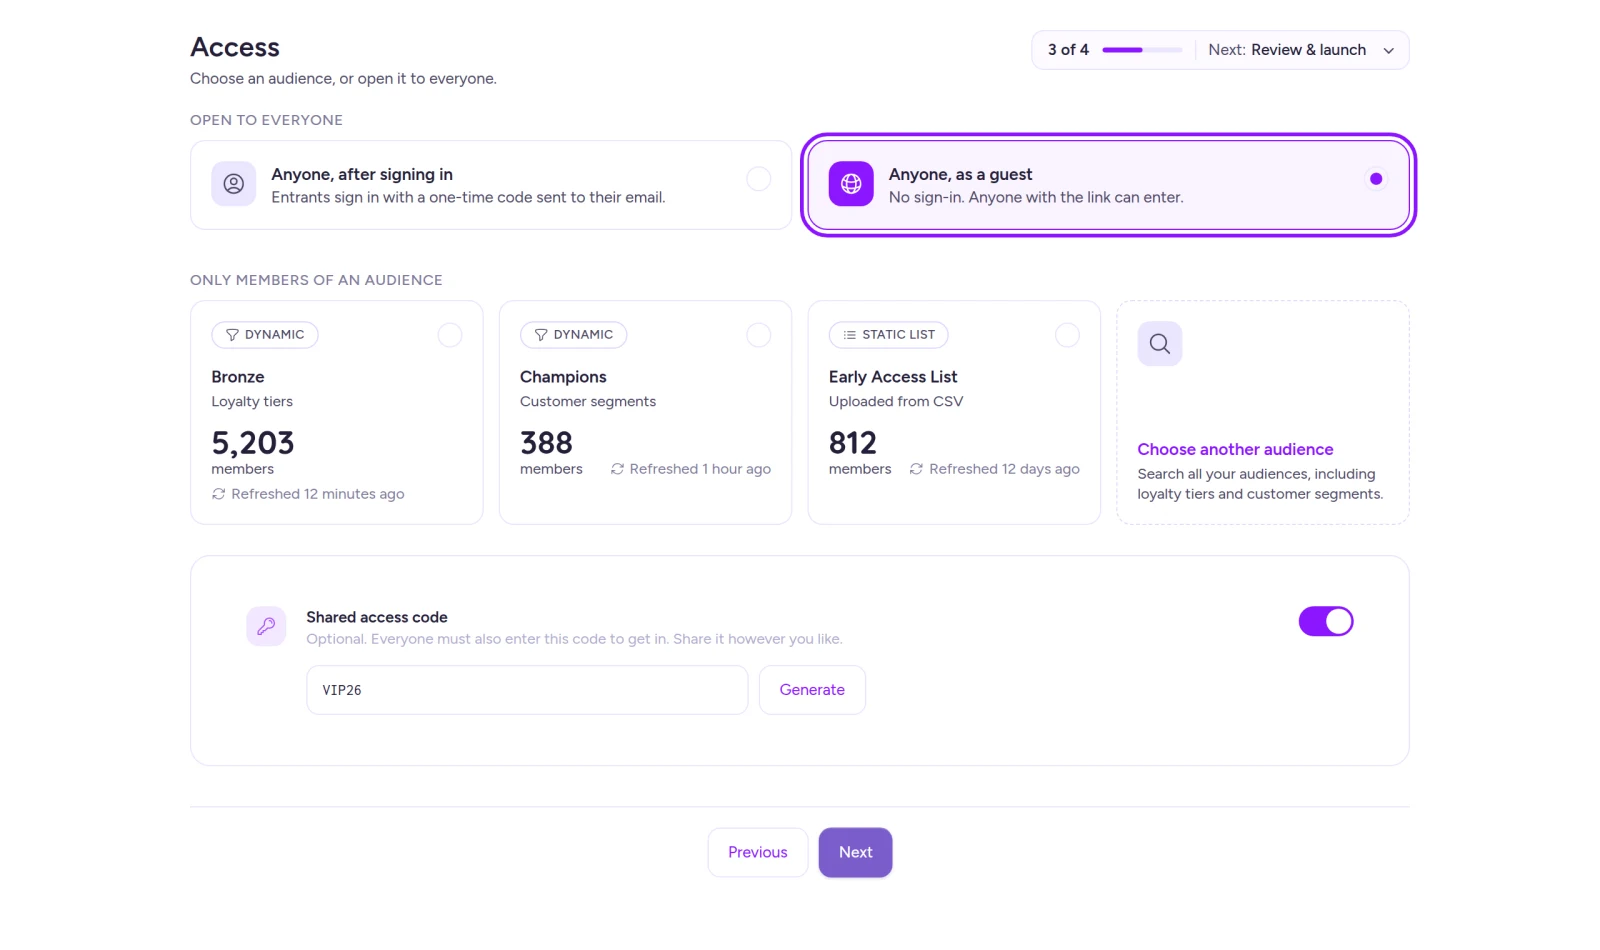 Access
Choose an audience, or open it to everyone.
3 of 4
Next: Review & launch
OPEN TO EVERYONE
Anyone, after signing in
Entrants sign in with a one-time code sent to their email.
Anyone, as a guest
No sign-in. Anyone with the link can enter.
ONLY MEMBERS OF AN AUDIENCE
DYNAMIC
Bronze
Loyalty tiers
5,203
members
Refreshed 12 minutes ago
DYNAMIC
Champions
Customer segments
388
members
Refreshed 1 hour ago
STATIC LIST
Early Access List
Uploaded from CSV
812
members
Refreshed 12 days ago
Choose another audience
Search all your audiences, including
loyalty tiers and customer segments.
Shared access code
Optional. Everyone must also enter this code to get in. Share it however you like.
VIP26
Generate
Previous
Next